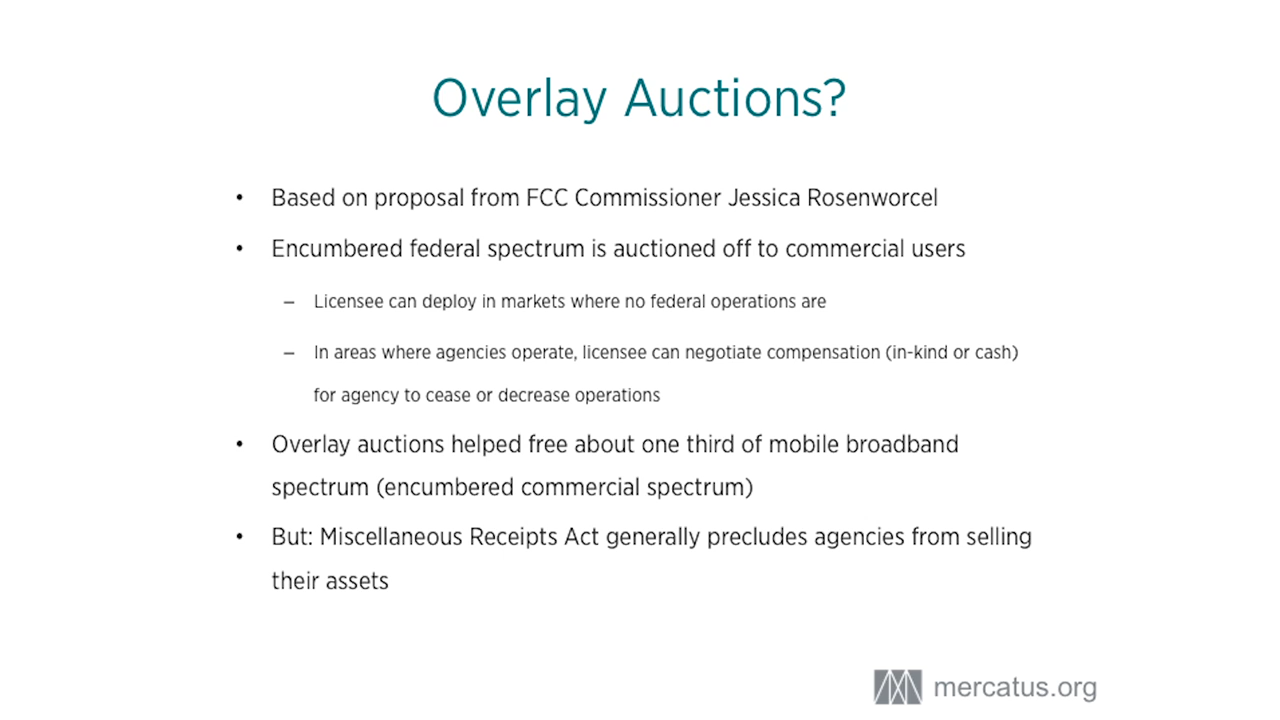 Overlay Auctions?
• Based on proposal from FCC Commissioner Jessica Rosenworcel
• Encumbered federal spectrum is auctioned off to commercial users
– Licensee can deploy in markets where no federal operations are
– In areas where agencies operate, licensee can negotiate compensation (in-kind or cash)
for agency to cease or decrease operations
• Overlay auctions helped free about one third of mobile broadband
spectrum (encumbered commercial spectrum)
• But: Miscellaneous Receipts Act generally precludes agencies from selling
their assets
mercatus.org